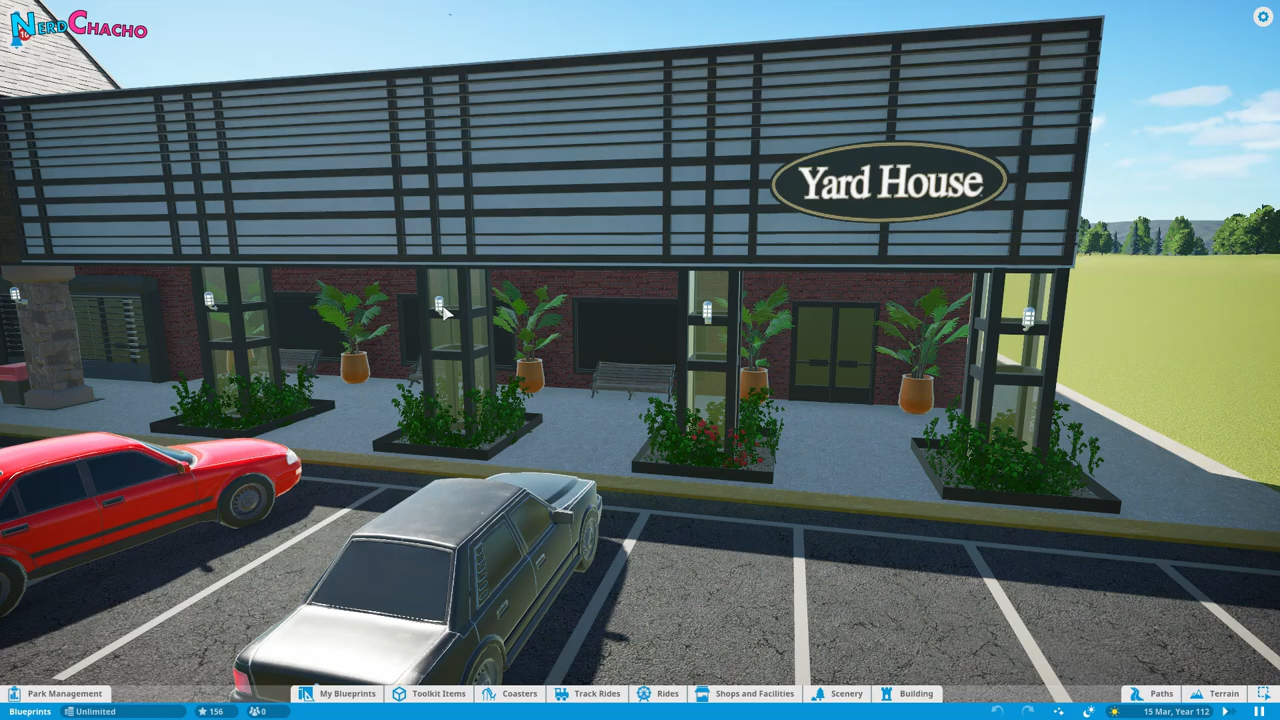 NerdChacho
10
Yard House
Park Management
My Blueprints
Toolkit Items
Coasters
Track Rides
Rides
Shops and Facilities
Scenery
Building
Paths
Terrain
Blueprints
Unlimited
156
0
15 Mar, Year 112